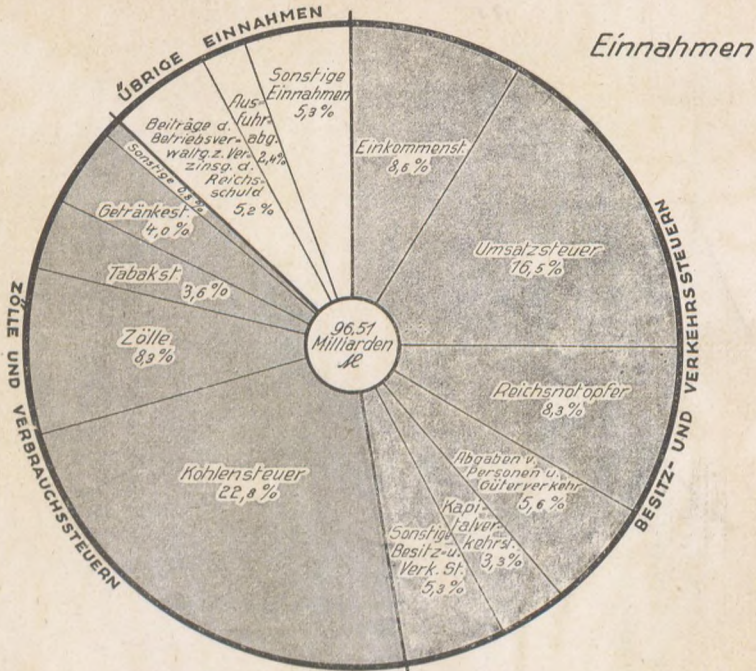 Einnahmen
ÜBRIGE EINNAHMEN
Sonstige
Einnahmen
5,3%
Aus-
fuhr-
abg.
2,4%
Beiträge d.
Betriebsver-
waltg. z. Ver-
zinsg. d.
Reichs-
schuld
5,2%
Einkommenst.
8,6%
Umsatzsteuer
16,5%
BESITZ- UND VERKEHRSSTEUERN
Reichsnotopfer
8,3%
Abgaben v.
Personen u.
Güterverkehr
5,6%
Kapi-
talver-
kehrst.
3,3%
Sonstige
Besitz- u.
Verk. St.
5,3%
Kohlensteuer
22,8%
Zölle
8,3%
Tabakst.
3,6%
Getränkest.
4,0%
Sonstige 0,8%
ZÖLLE UND VERBRAUCHSSTEUERN
96,51
Milliarden
ℳ